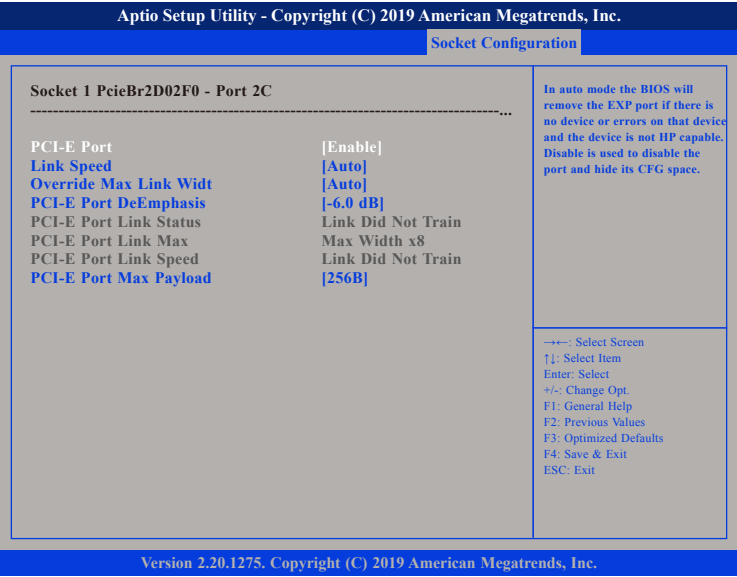 Aptio Setup Utility - Copyright (C) 2019 American Megatrends, Inc.
Socket Configuration
Socket 1 PcieBr2D02F0 - Port 2C
--------------------------------------------------------------------------------...
PCI-E Port [Enable]
Link Speed [Auto]
Override Max Link Widt [Auto]
PCI-E Port DeEmphasis [-6.0 dB]
PCI-E Port Link Status Link Did Not Train
PCI-E Port Link Max Max Width x8
PCI-E Port Link Speed Link Did Not Train
PCI-E Port Max Payload [256B]
In auto mode the BIOS will
remove the EXP port if there is
no device or errors on that device
and the device is not HP capable.
Disable is used to disable the
port and hide its CFG space.
→←: Select Screen
↑↓: Select Item
Enter: Select
+/-: Change Opt.
F1: General Help
F2: Previous Values
F3: Optimized Defaults
F4: Save & Exit
ESC: Exit
Version 2.20.1275. Copyright (C) 2019 American Megatrends, Inc.